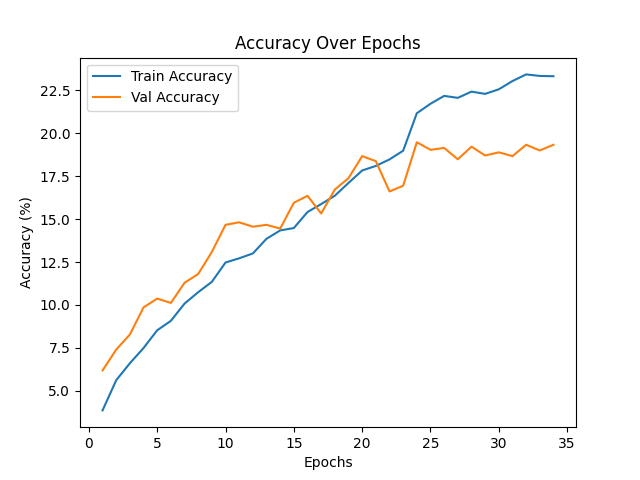 Accuracy Over Epochs
Train Accuracy
Val Accuracy
22.5
20.0
17.5
15.0
12.5
10.0
7.5
5.0
Accuracy (%)
0 5 10 15 20 25 30 35
Epochs